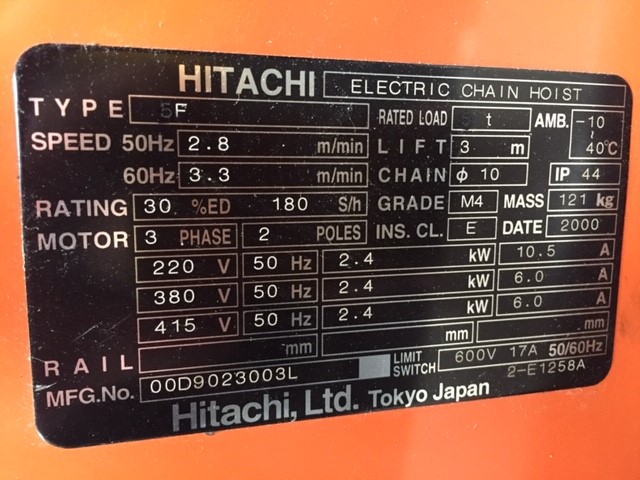 HITACHI ELECTRIC CHAIN HOIST
TYPE 5F RATED LOAD 5 t AMB. -10 ~ 40℃
SPEED 50Hz 2.8 m/min LIFT 3 m
60Hz 3.3 m/min CHAIN φ 10 IP 44
RATING 30 %ED 180 S/h GRADE M4 MASS 121 kg
MOTOR 3 PHASE 2 POLES INS. CL. E DATE 2000
220 V 50 Hz 2.4 kW 10.5 A
380 V 50 Hz 2.4 kW 6.0 A
415 V 50 Hz 2.4 kW 6.0 A
RAIL mm mm mm
MFG.No. 00D9023003L LIMIT SWITCH 600V 17A 50/60Hz
2-E1258A
Hitachi, Ltd. Tokyo Japan